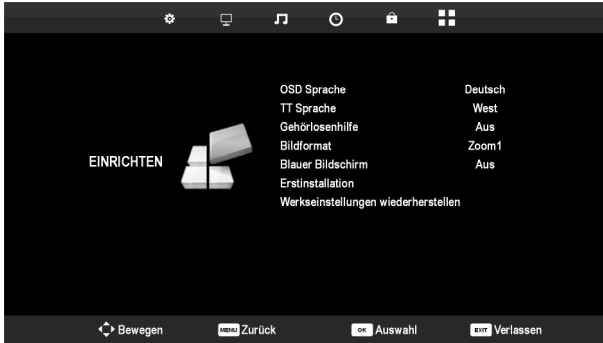 OSD Sprache Deutsch
TT Sprache West
Gehörlosenhilfe Aus
Bildformat Zoom1
EINRICHTEN
Blauer Bildschirm Aus
Erstinstallation
Werkseinstellungen wiederherstellen
Bewegen MENU Zurück OK Auswahl EXIT Verlassen